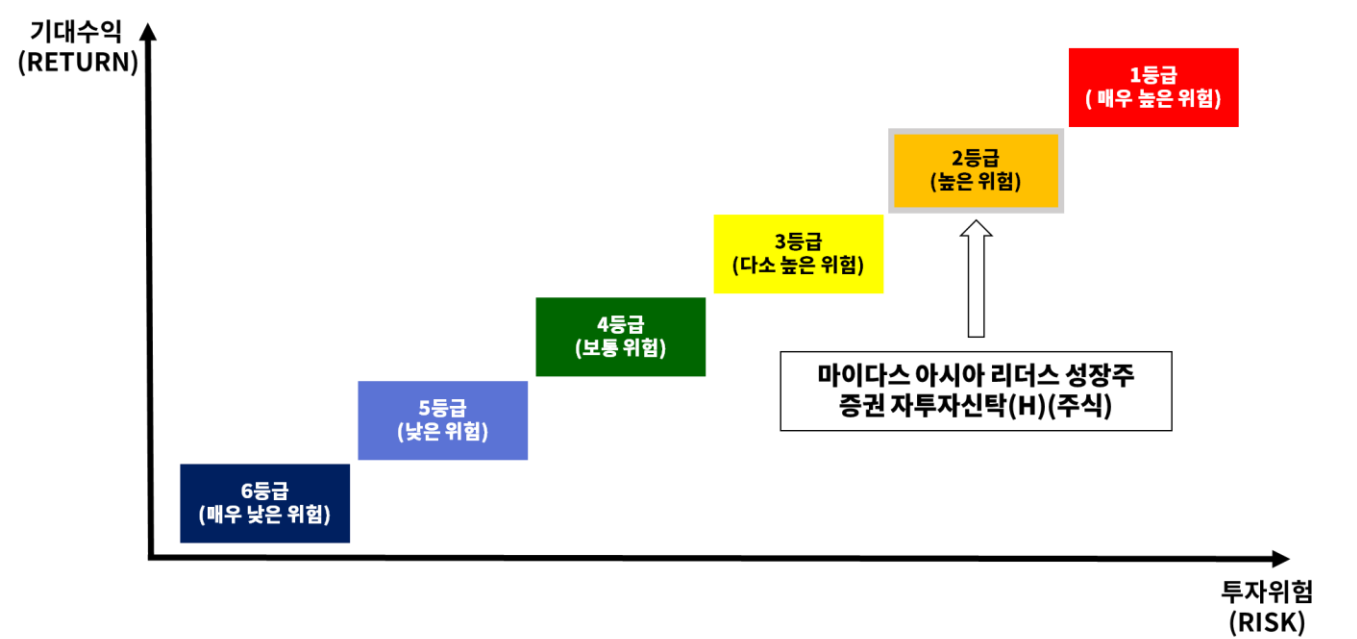 기대수익
(RETURN)
1등급
( 매우 높은 위험)
2등급
(높은 위험)
3등급
(다소 높은 위험)
4등급
(보통 위험)
마이다스 아시아 리더스 성장주
증권 자투자신탁(H)(주식)
5등급
(낮은 위험)
6등급
(매우 낮은 위험)
투자위험
(RISK)